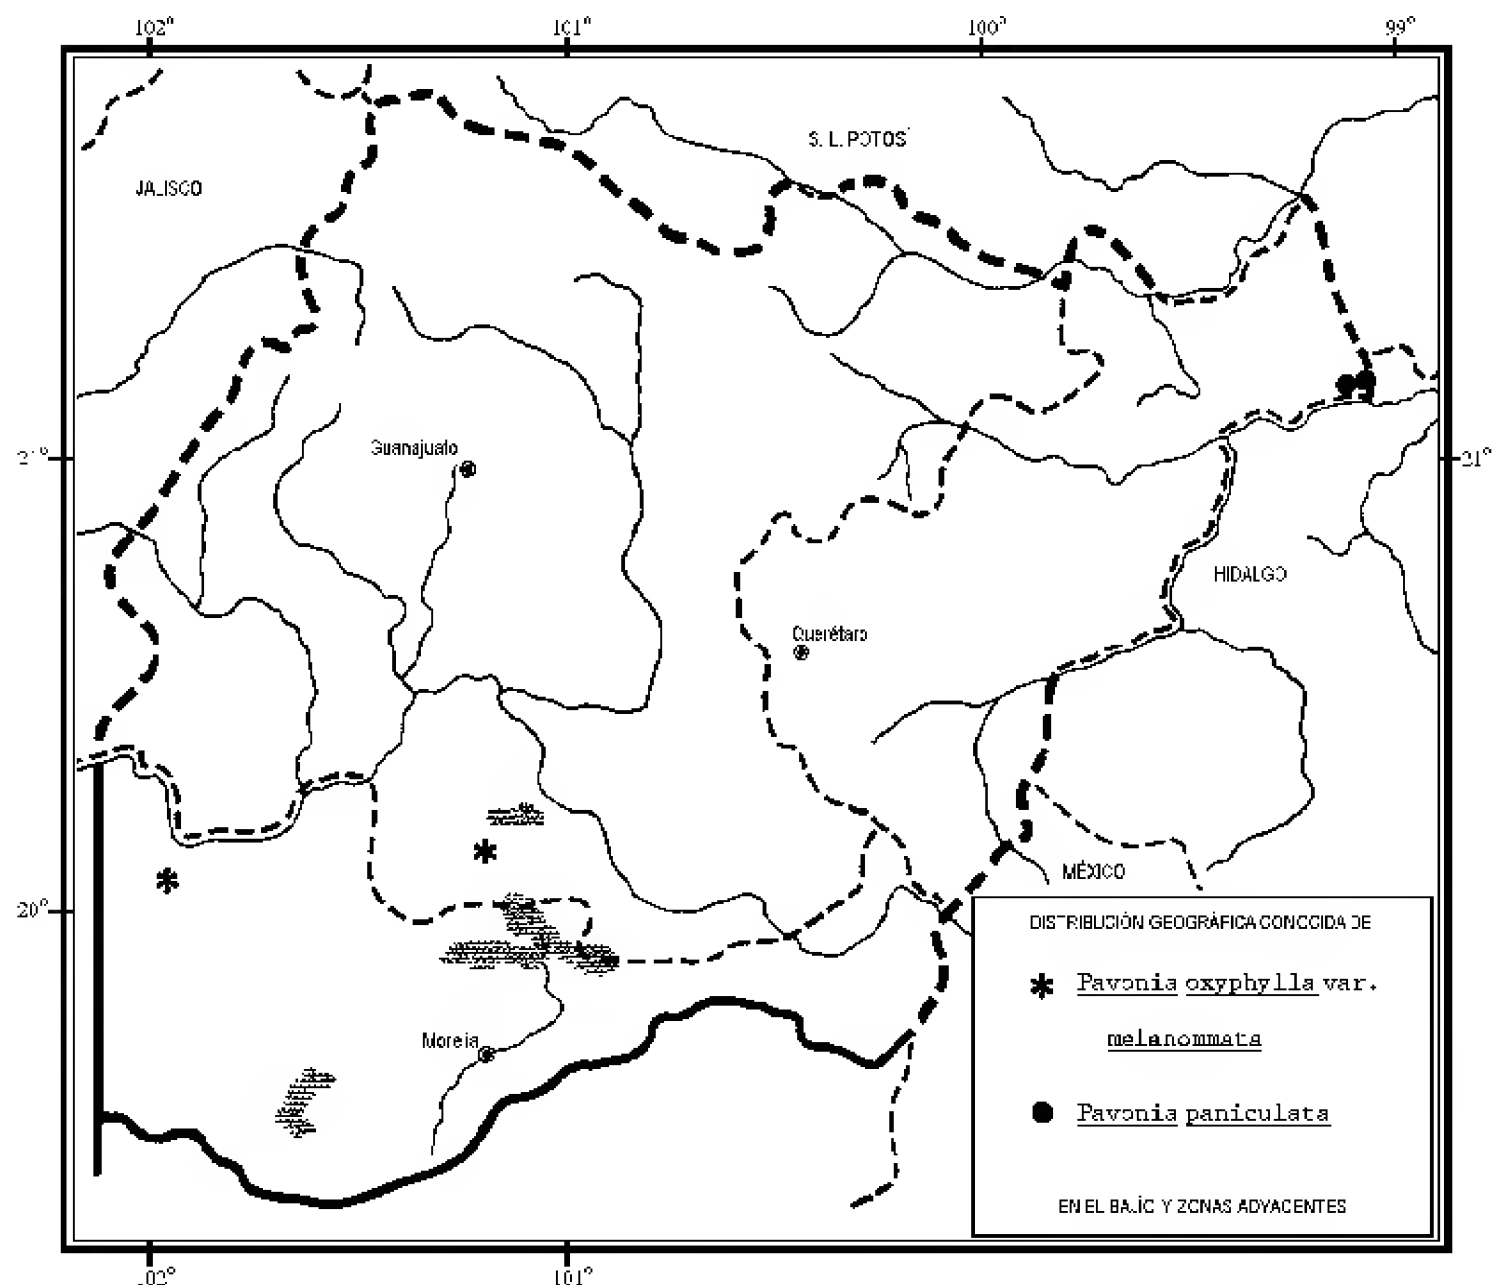 102° 101° 100° 99°
S. L. POTOSÍ
JALISCO
Guanajuato
21° 21°
HIDALGO
Querétaro
MÉXICO
20°
DISTRIBUCIÓN GEOGRÁFICA CONOCIDA DE
Pavonia oxyphylla var.
melanommata
Morelia
Pavonia paniculata
EN EL BAJÍO Y ZONAS ADYACENTES
102° 101°